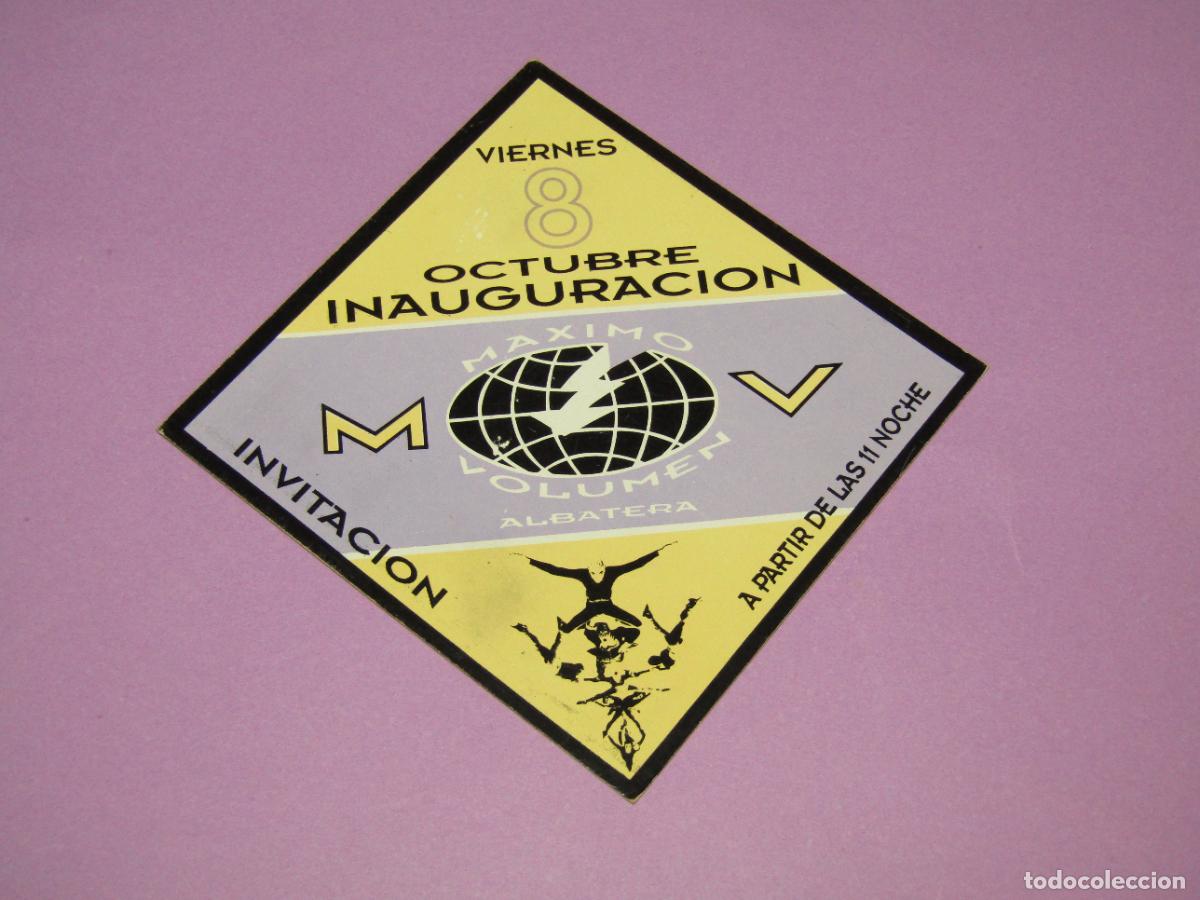 VIERNES
8
OCTUBRE
INAUGURACION
MAXIMO
M V
VOLUMEN
ALBATERA
INVITACION
A PARTIR DE LAS 11 NOCHE
todocoleccion